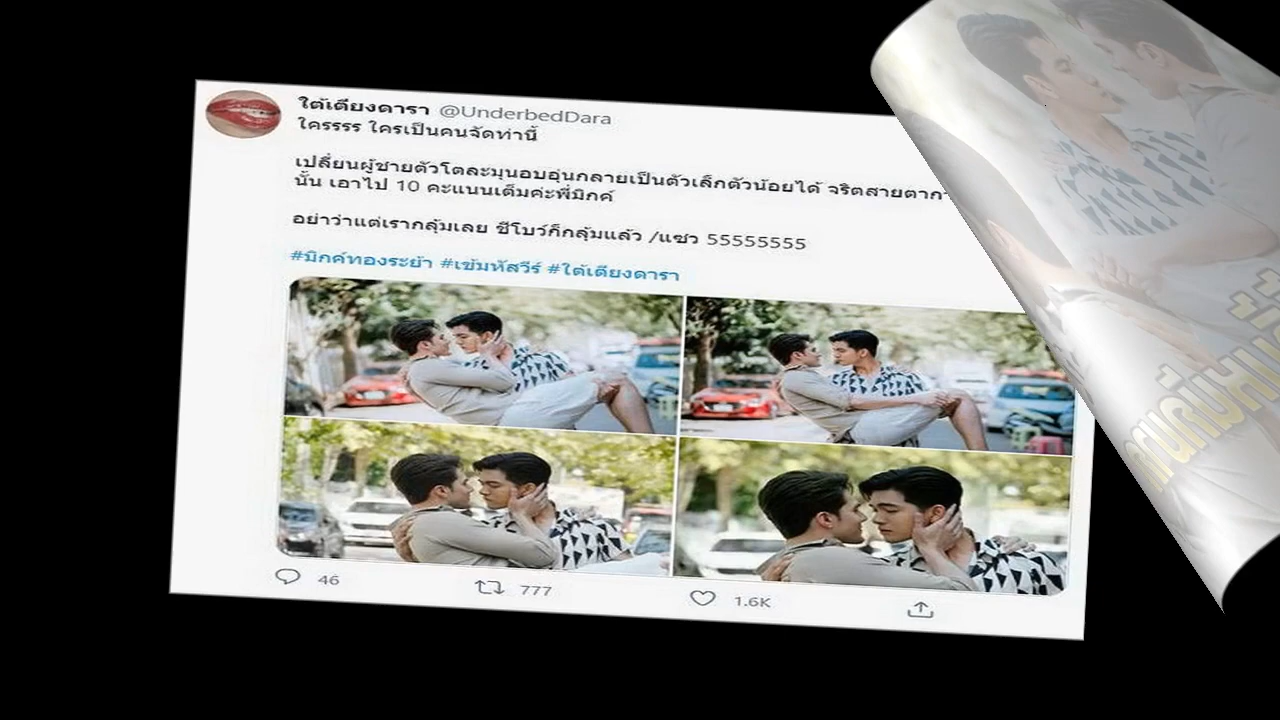 ใต้เตียงดารา @UnderbedDara
ใครรรร ใครเป็นคนจัดท่านี้
เปลี่ยนผู้ชายตัวโตละมุนอบอุ่นกลายเป็นตัวเล็กตัวน้อยได้ จริตสายตา
นั้น เอาไป 10 คะแนนเต็มค่ะพี่มิกค์
อย่าว่าแต่เรากลุ้มเลย ชีโบว์ก็กลุ้มแล้ว /แซว 55555555
#มิกค์ทองระย้า #เข้มหัสวีร์ #ใต้เตียงดารา
46 777 1.6K